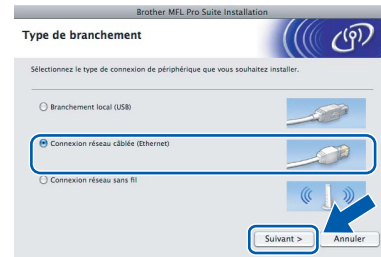 Brother MFL Pro Suite Installation
Type de branchement
Sélectionnez le type de connexion de périphérique que vous souhaitez installer.
Branchement local (USB)
Connexion réseau câblée (Ethernet)
Connexion réseau sans fil
Suivant > Annuler